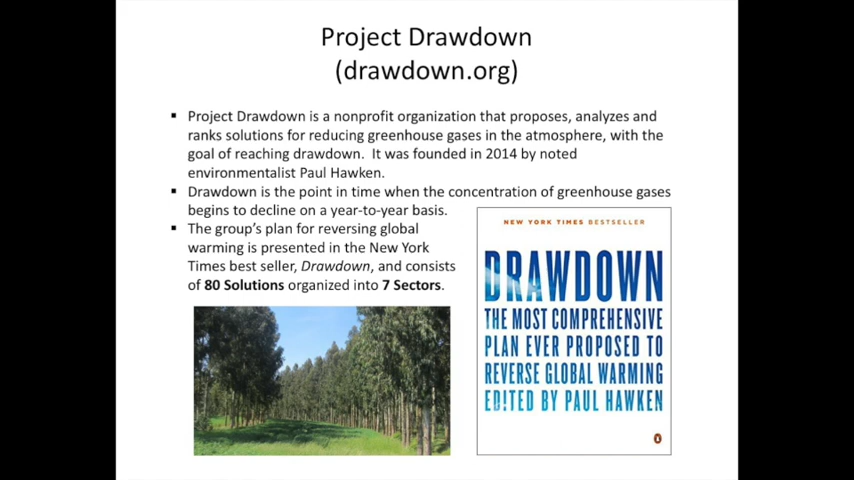 Project Drawdown
(drawdown.org)
▪ Project Drawdown is a nonprofit organization that proposes, analyzes and
ranks solutions for reducing greenhouse gases in the atmosphere, with the
goal of reaching drawdown. It was founded in 2014 by noted
environmentalist Paul Hawken.
▪ Drawdown is the point in time when the concentration of greenhouse gases
begins to decline on a year-to-year basis.
▪ The group's plan for reversing global
warming is presented in the New York
Times best seller, Drawdown, and consists
of 80 Solutions organized into 7 Sectors.
NEW YORK TIMES BESTSELLER
DRAWDOWN
THE MOST COMPREHENSIVE
PLAN EVER PROPOSED TO
REVERSE GLOBAL WARMING
EDITED BY PAUL HAWKEN